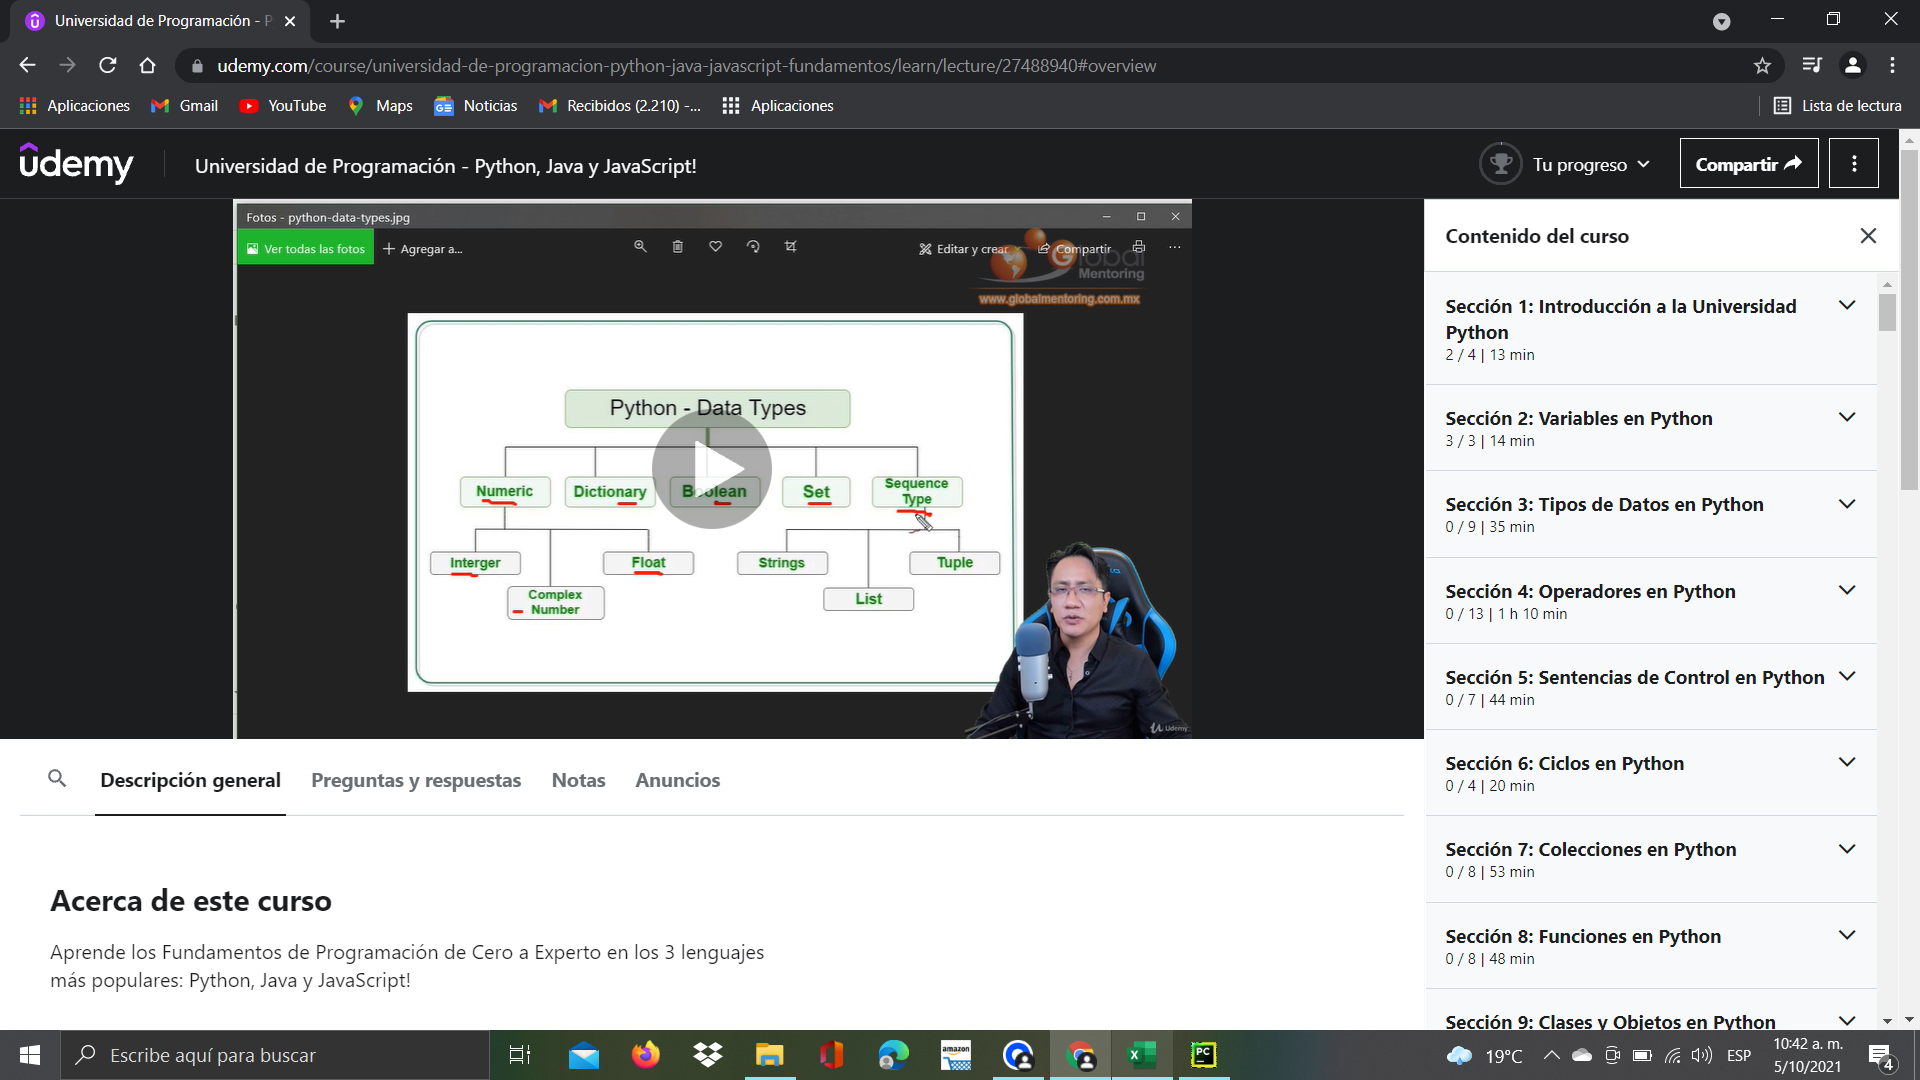 Universidad de Programación - P
udemy.com/course/universidad-de-programacion-python-java-javascript-fundamentos/learn/lecture/27488940#overview
Aplicaciones
Gmail
YouTube
Maps
Noticias
Recibidos (2.210) -...
Aplicaciones
Lista de lectura
udemy
Universidad de Programación - Python, Java y JavaScript!
Tu progreso
Compartir
Fotos - python-data-types.jpg
Ver todas las fotos
Agregar a...
Editar y crear
Compartir
Global
Mentoring
www.globalmentoring.com.mx
Python - Data Types
Numeric
Dictionary
Boolean
Set
Sequence
Type
Interger
Float
Strings
Tuple
Complex
Number
List
Udemy
Contenido del curso
Sección 1: Introducción a la Universidad
Python
2 / 4 | 13 min
Sección 2: Variables en Python
3 / 3 | 14 min
Sección 3: Tipos de Datos en Python
0 / 9 | 35 min
Sección 4: Operadores en Python
0 / 13 | 1 h 10 min
Sección 5: Sentencias de Control en Python
0 / 7 | 44 min
Sección 6: Ciclos en Python
0 / 4 | 20 min
Sección 7: Colecciones en Python
0 / 8 | 53 min
Sección 8: Funciones en Python
0 / 8 | 48 min
Sección 9: Clases y Objetos en Python
Descripción general
Preguntas y respuestas
Notas
Anuncios
Acerca de este curso
Aprende los Fundamentos de Programación de Cero a Experto en los 3 lenguajes
más populares: Python, Java y JavaScript!
Escribe aquí para buscar
amazon
PC
19°C
ESP
10:42 a. m.
5/10/2021
4